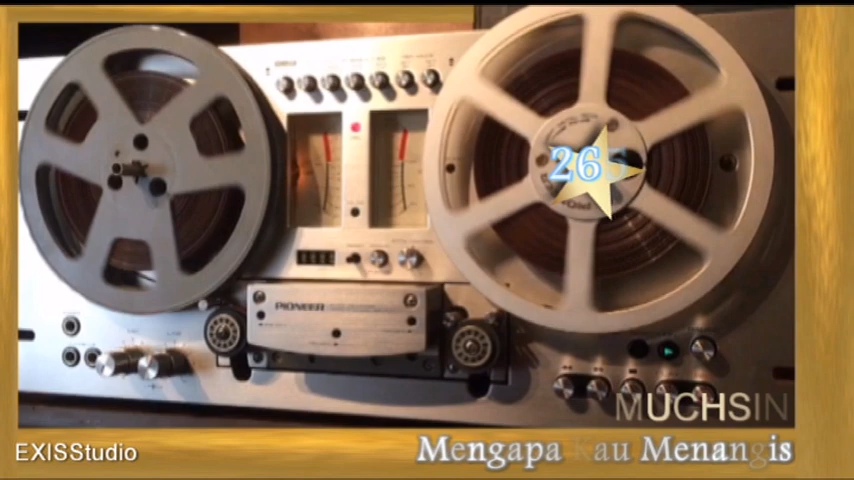 265
PIONEER
MUCHSIN
EXISStudio
Mengapa Kau Menangis